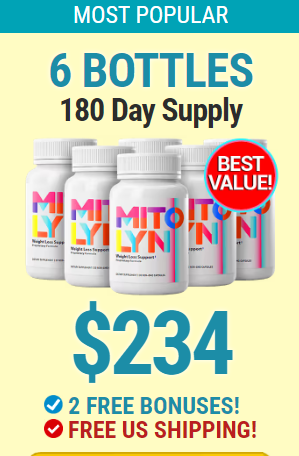 MOST POPULAR
6 BOTTLES
180 Day Supply
BEST
VALUE!
MITO
LYN
Weight Loss Support
$234
2 FREE BONUSES!
FREE US SHIPPING!